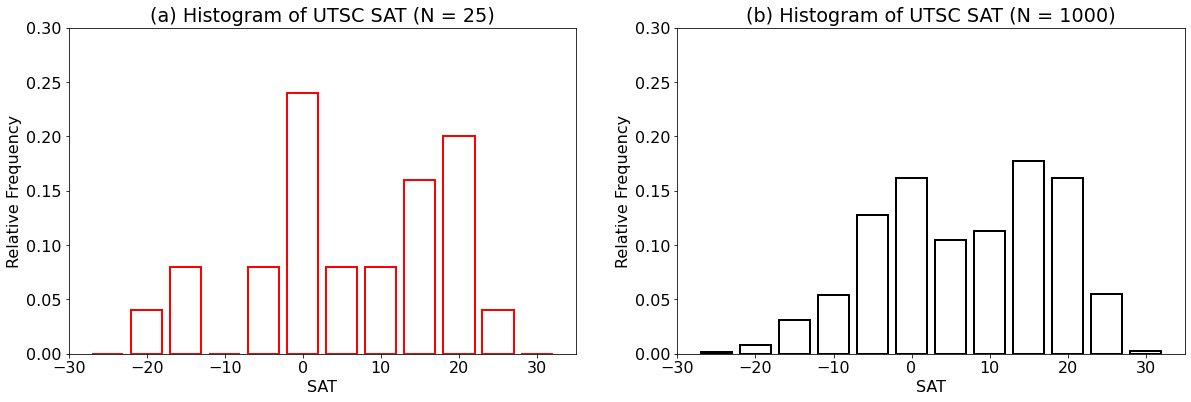 (a) Histogram of UTSC SAT (N = 25)
0.30
0.25
0.20
0.15
0.10
0.05
0.00
Relative Frequency
−30 −20 −10 0 10 20 30
SAT
(b) Histogram of UTSC SAT (N = 1000)
0.30
0.25
0.20
0.15
0.10
0.05
0.00
Relative Frequency
−30 −20 −10 0 10 20 30
SAT